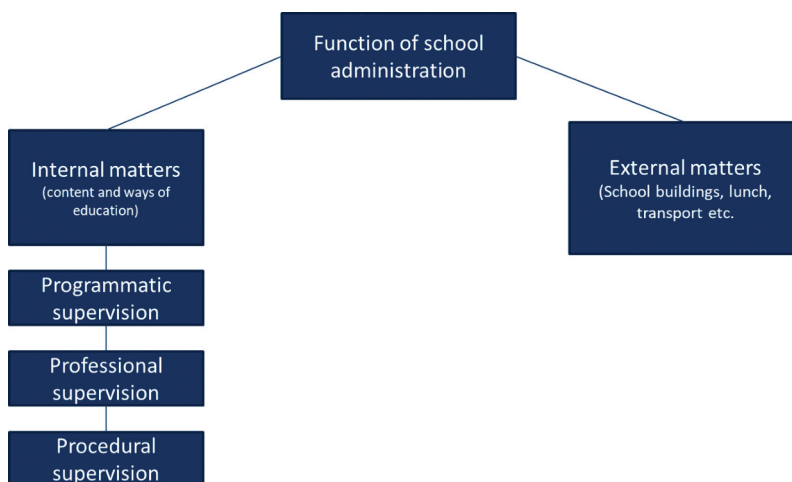 Function of school
administration
Internal matters
(content and ways of
education)
External matters
(School buildings, lunch,
transport etc.
Programmatic
supervision
Professional
supervision
Procedural
supervision